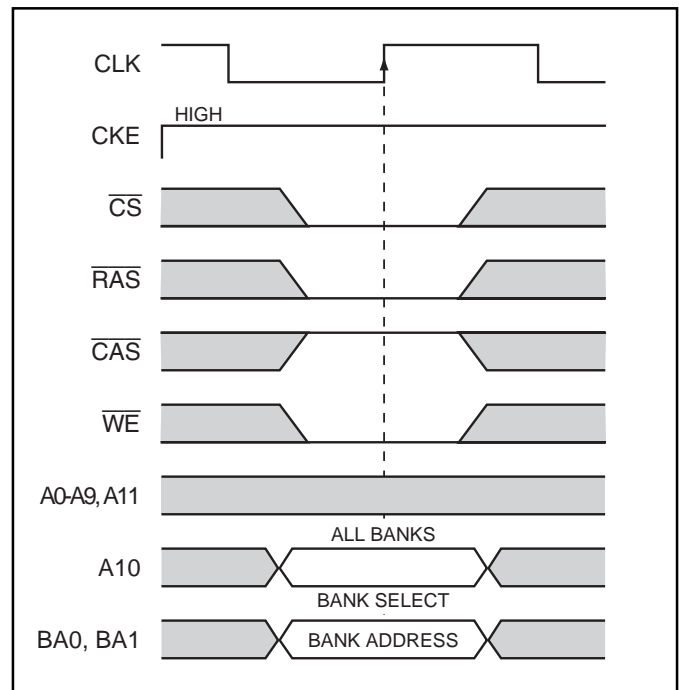 CLK
CKE HIGH
CS
RAS
CAS
WE
A0-A9, A11
ALL BANKS
A10
BANK SELECT
BA0, BA1 BANK ADDRESS